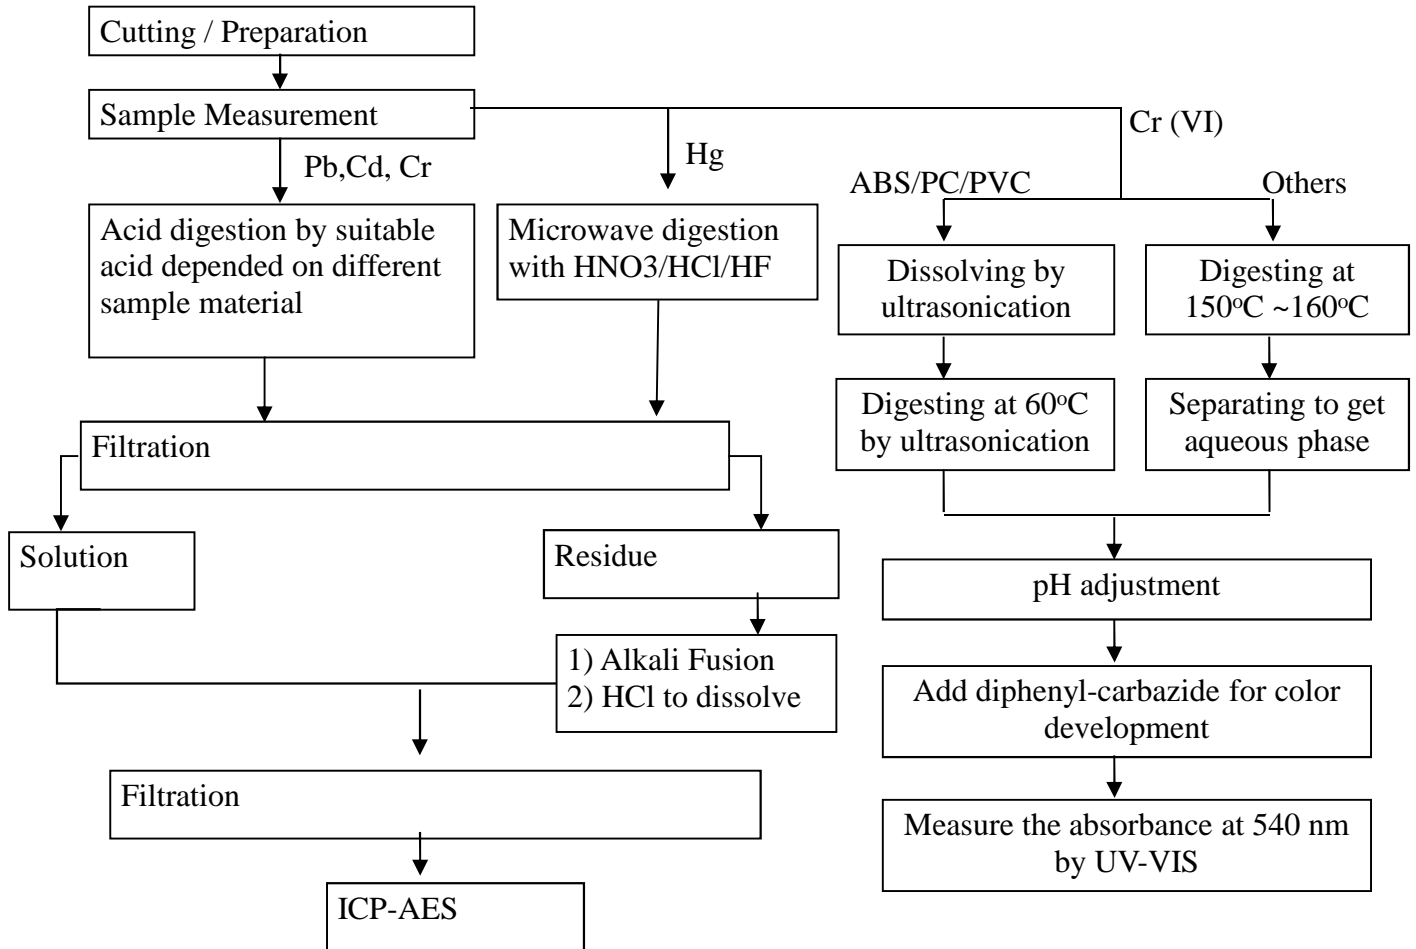 Cutting / Preparation
Sample Measurement
Pb,Cd, Cr
Hg
Cr (VI)
ABS/PC/PVC
Others
Acid digestion by suitable
acid depended on different
sample material
Microwave digestion
with HNO3/HCl/HF
Dissolving by
ultrasonication
Digesting at
150°C ~160°C
Digesting at 60°C
by ultrasonication
Separating to get
aqueous phase
Filtration
Solution
Residue
1) Alkali Fusion
2) HCl to dissolve
pH adjustment
Add diphenyl-carbazide for color
development
Filtration
Measure the absorbance at 540 nm
by UV-VIS
ICP-AES